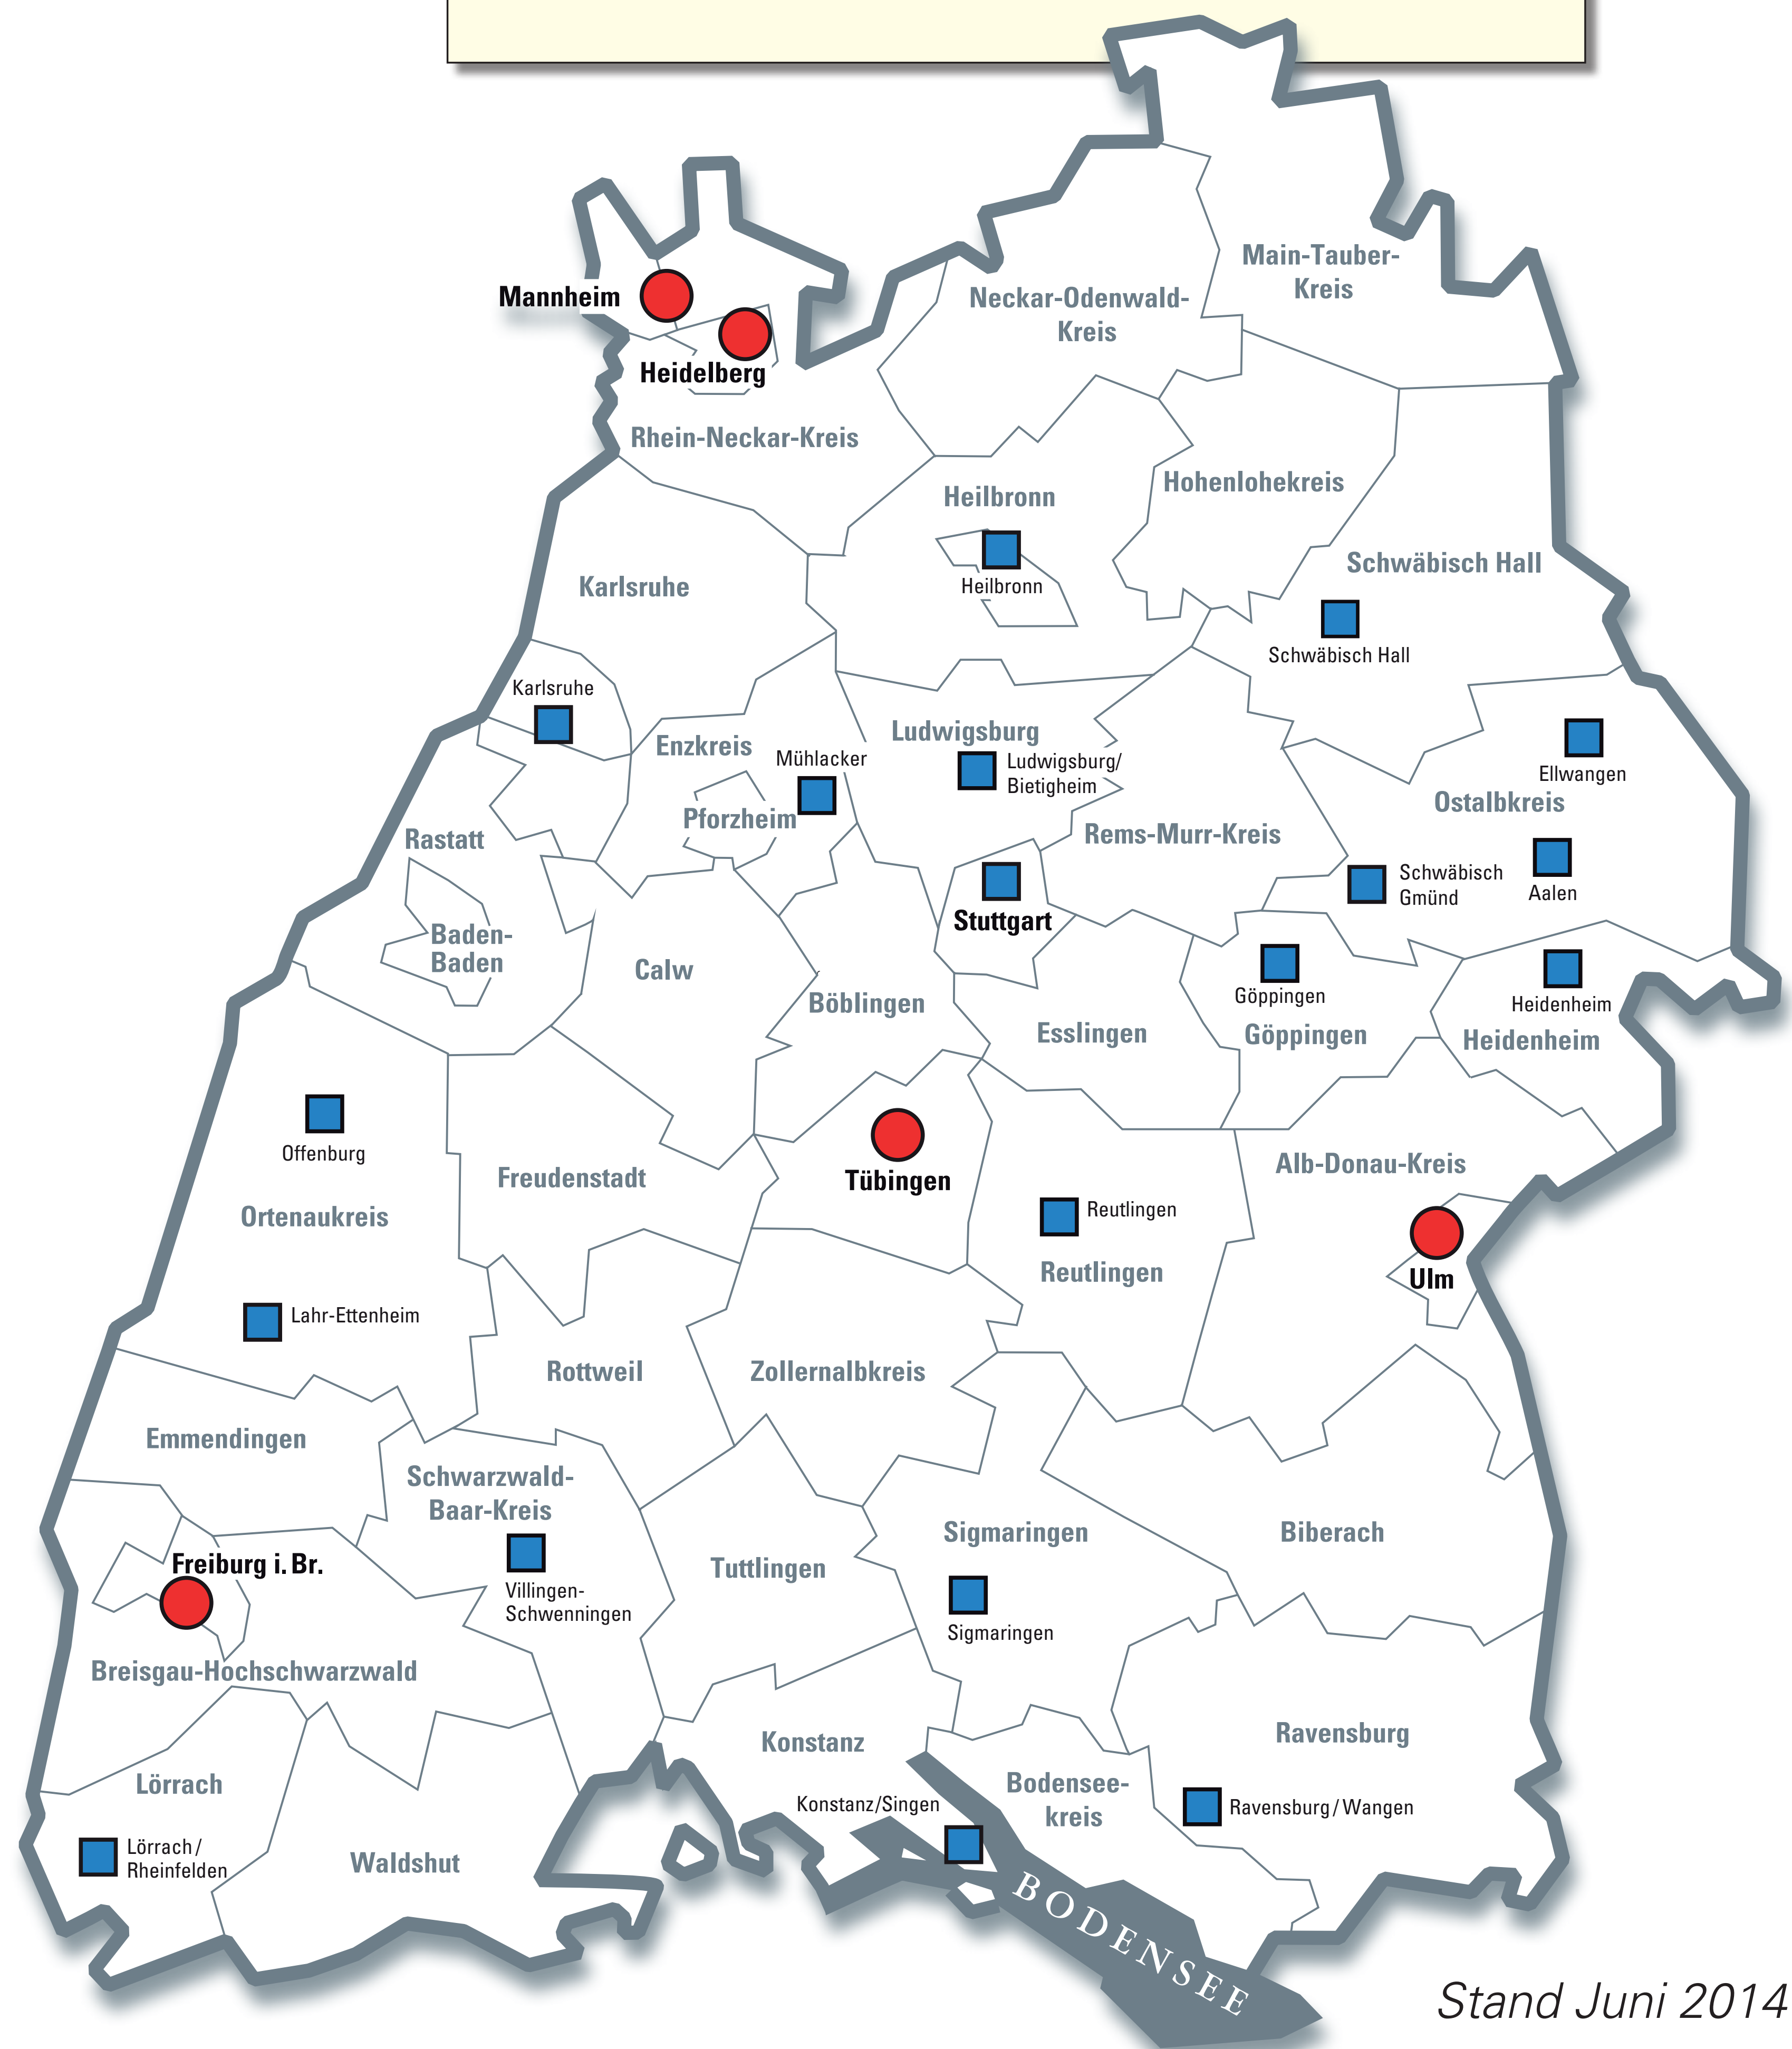 Main-Tauber-
Kreis
Neckar-Odenwald-
Kreis
Mannheim
Heidelberg
Rhein-Neckar-Kreis
Heilbronn
Hohenlohekreis
Heilbronn
Schwäbisch Hall
Karlsruhe
Schwäbisch Hall
Karlsruhe
Enzkreis
Mühlacker
Ludwigsburg
Ludwigsburg/
Bietigheim
Ellwangen
Ostalbkreis
Pforzheim
Rems-Murr-Kreis
Rastatt
Schwäbisch
Gmünd
Aalen
Stuttgart
Baden-
Baden
Calw
Böblingen
Göppingen
Heidenheim
Esslingen
Göppingen
Heidenheim
Offenburg
Freudenstadt
Tübingen
Alb-Donau-Kreis
Ortenaukreis
Reutlingen
Reutlingen
Ulm
Lahr-Ettenheim
Rottweil
Zollernalbkreis
Emmendingen
Schwarzwald-
Baar-Kreis
Sigmaringen
Biberach
Freiburg i. Br.
Tuttlingen
Villingen-
Schwenningen
Sigmaringen
Breisgau-Hochschwarzwald
Konstanz
Ravensburg
Lörrach
Bodensee-
kreis
Konstanz/Singen
Ravensburg/Wangen
Lörrach/
Rheinfelden
Waldshut
BODENSEE
Stand Juni 2014